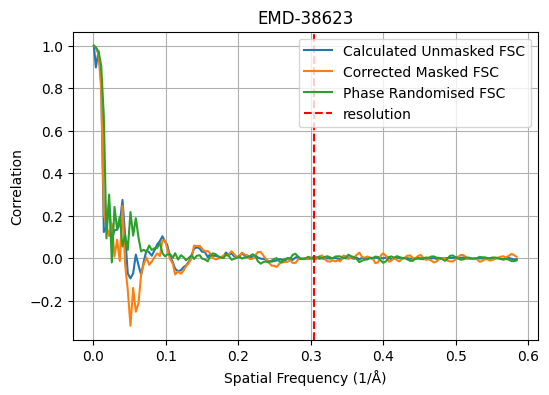 EMD-38623
Calculated Unmasked FSC
Corrected Masked FSC
Phase Randomised FSC
resolution
Correlation
1.0
0.8
0.6
0.4
0.2
0.0
−0.2
0.0 0.1 0.2 0.3 0.4 0.5 0.6
Spatial Frequency (1/Å)